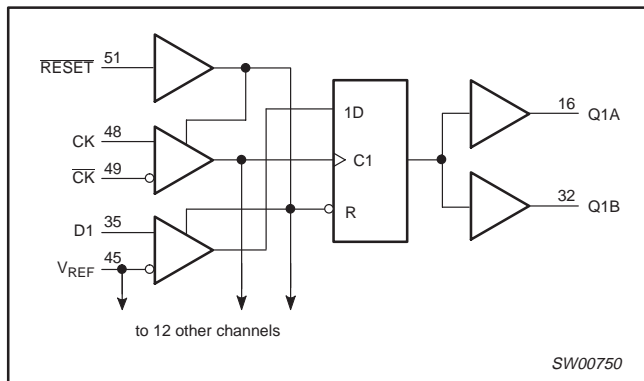 RESET 51
CK 48
CK 49
D1 35
VREF 45
1D
C1
R
16 Q1A
32 Q1B
to 12 other channels
SW00750